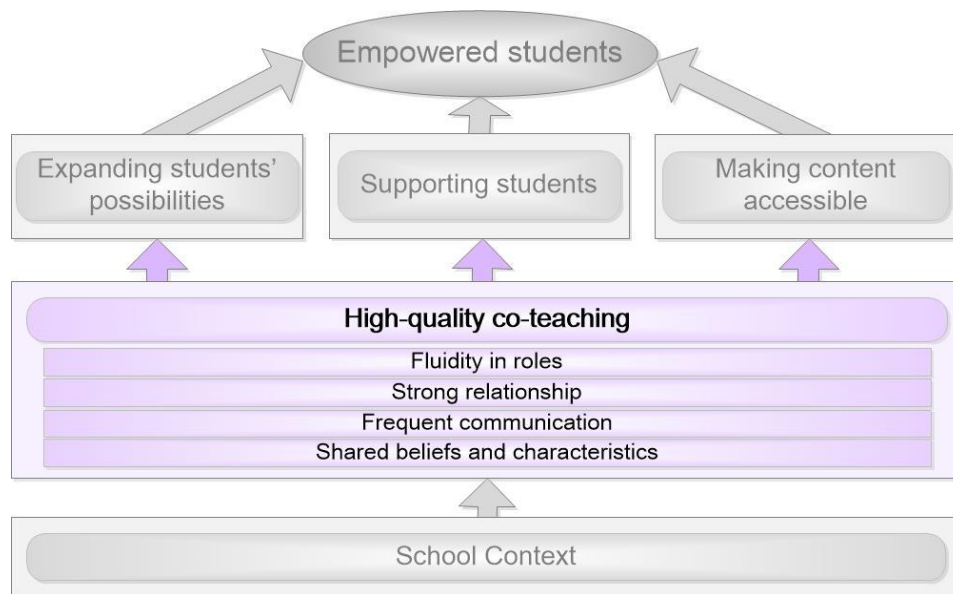 Empowered students
Expanding students’
possibilities
Supporting students
Making content
accessible
High-quality co-teaching
Fluidity in roles
Strong relationship
Frequent communication
Shared beliefs and characteristics
School Context